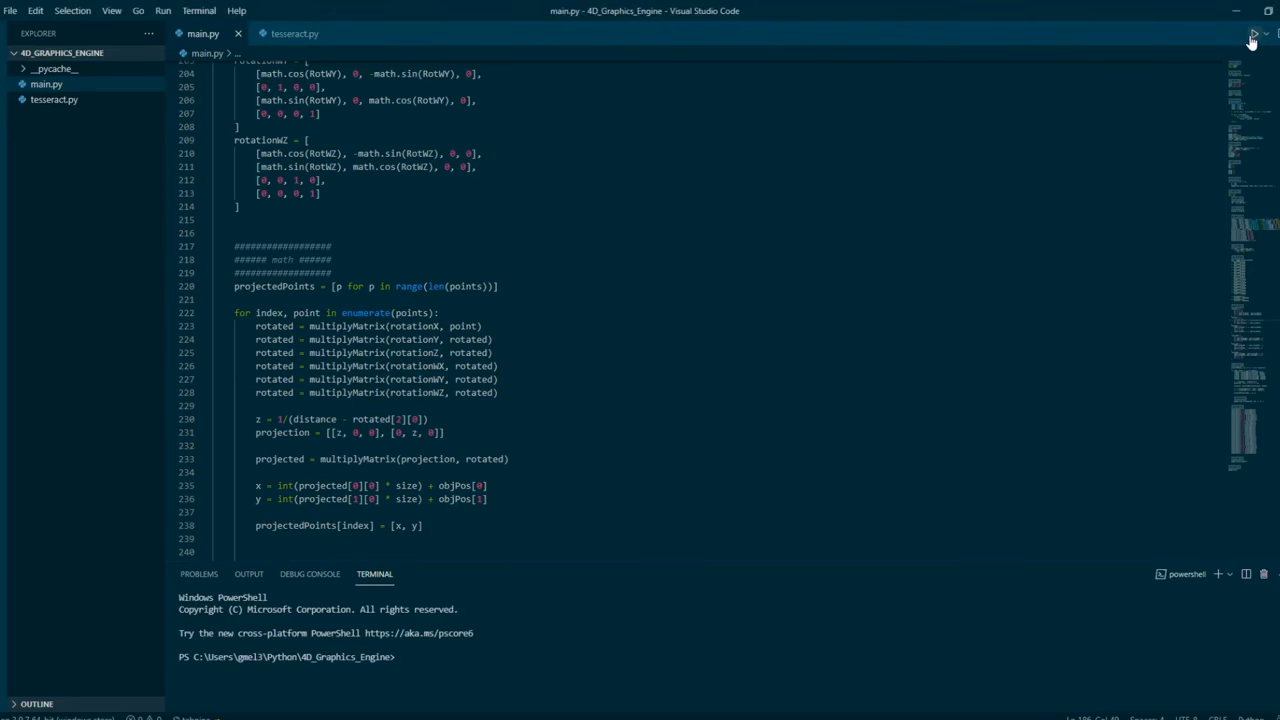 File Edit Selection View Go Run Terminal Help main.py - 4D_Graphics_Engine - Visual Studio Code
EXPLORER ··· main.py × tesseract.py
4D_GRAPHICS_ENGINE main.py > ...
__pycache__
main.py
tesseract.py
204 [math.cos(RotWY), 0, -math.sin(RotWY), 0],
205 [0, 1, 0, 0],
206 [math.sin(RotWY), 0, math.cos(RotWY), 0],
207 [0, 0, 0, 1]
208 ]
209 rotationWZ = [
210 [math.cos(RotWZ), -math.sin(RotWZ), 0, 0],
211 [math.sin(RotWZ), math.cos(RotWZ), 0, 0],
212 [0, 0, 1, 0],
213 [0, 0, 0, 1]
214 ]
215
216
217 ##################
218 ###### math ######
219 ##################
220 projectedPoints = [p for p in range(len(points))]
221
222 for index, point in enumerate(points):
223 rotated = multiplyMatrix(rotationX, point)
224 rotated = multiplyMatrix(rotationY, rotated)
225 rotated = multiplyMatrix(rotationZ, rotated)
226 rotated = multiplyMatrix(rotationWX, rotated)
227 rotated = multiplyMatrix(rotationWY, rotated)
228 rotated = multiplyMatrix(rotationWZ, rotated)
229
230 z = 1/(distance - rotated[2][0])
231 projection = [[z, 0, 0], [0, z, 0]]
232
233 projected = multiplyMatrix(projection, rotated)
234
235 x = int(projected[0][0] * size) + objPos[0]
236 y = int(projected[1][0] * size) + objPos[1]
237
238 projectedPoints[index] = [x, y]
239
240
PROBLEMS OUTPUT DEBUG CONSOLE TERMINAL powershell
Windows PowerShell
Copyright (C) Microsoft Corporation. All rights reserved.
Try the new cross-platform PowerShell https://aka.ms/pscore6
PS C:\Users\gmel3\Python\4D_Graphics_Engine>
OUTLINE